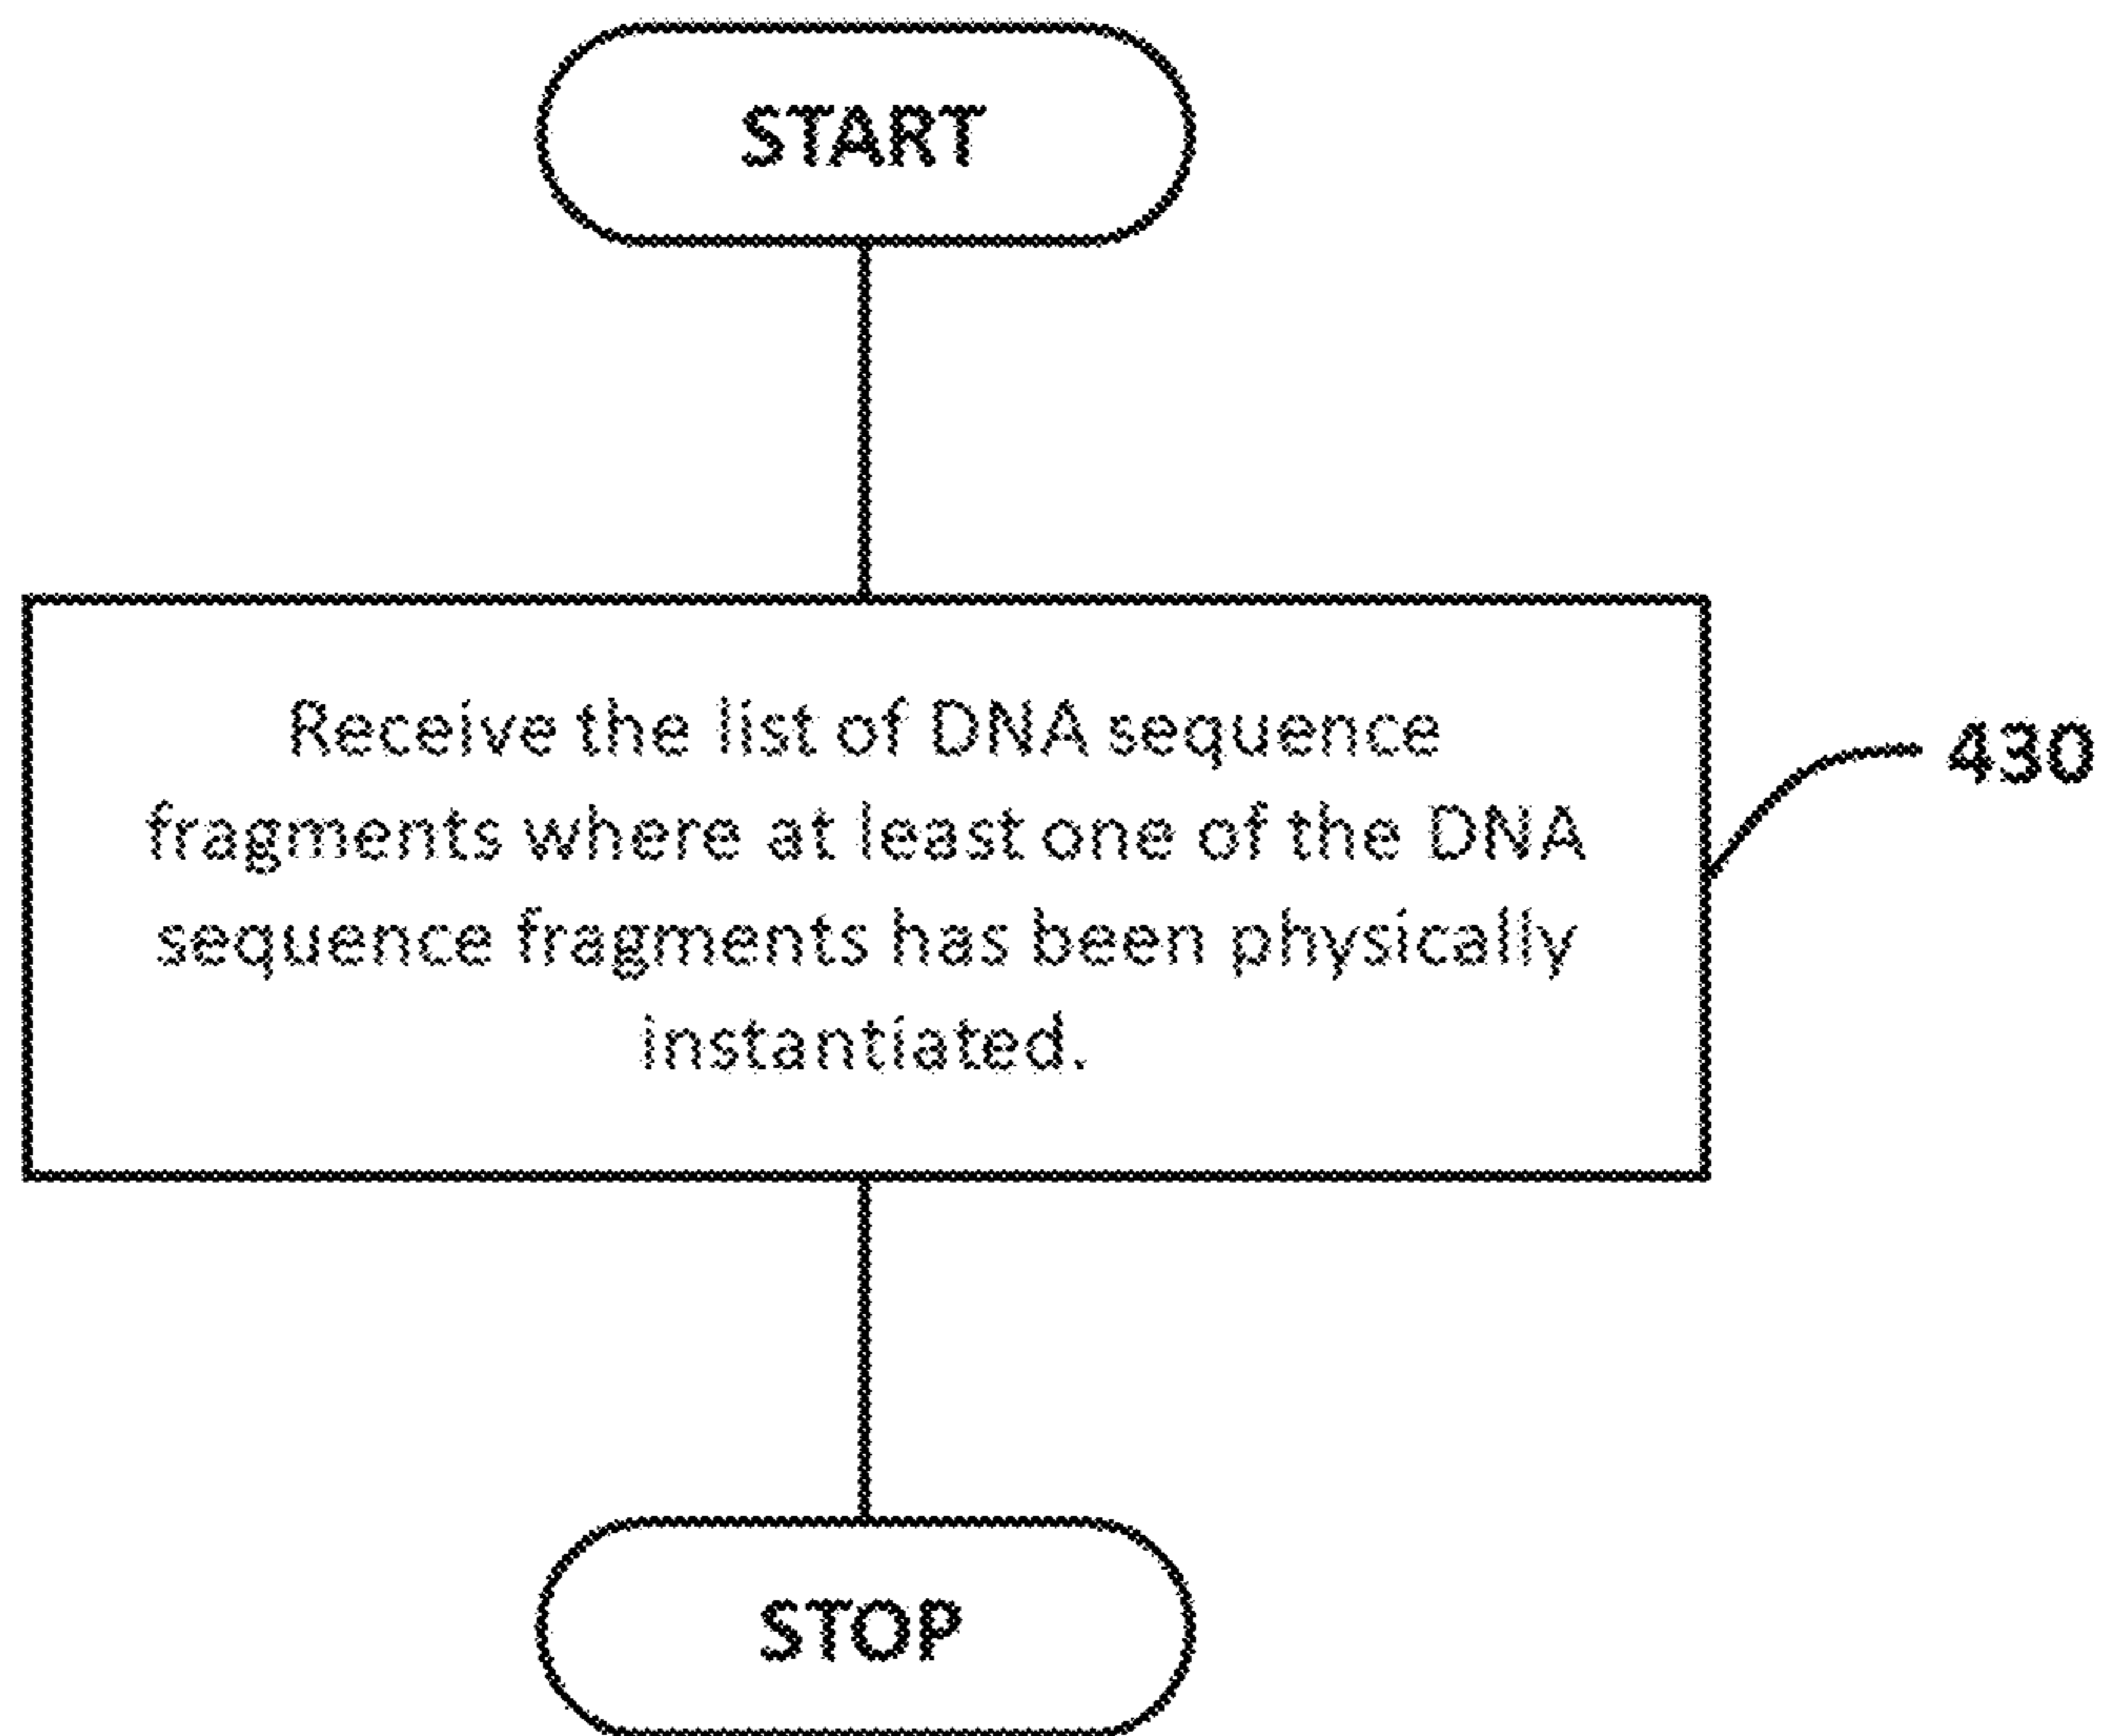 START
Receive the list of DNA sequence
fragments where at least one of the DNA
sequence fragments has been physically
instantiated.
430
STOP